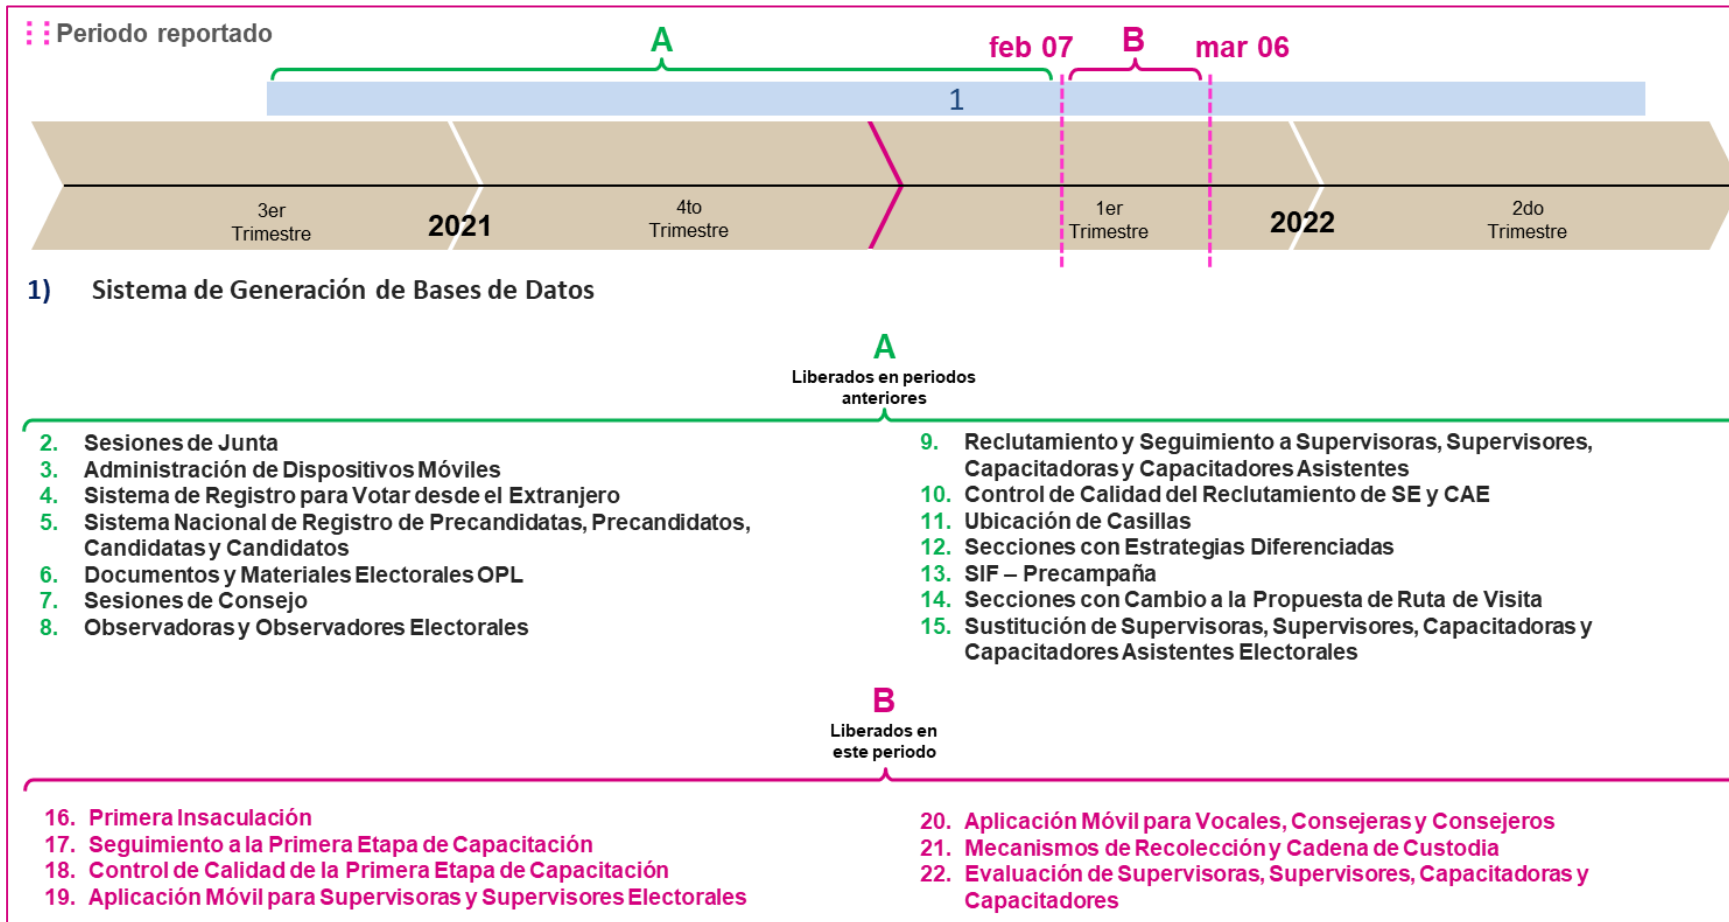 Periodo reportado
A
feb 07
B
mar 06
1
3er
Trimestre
2021
4to
Trimestre
1er
Trimestre
2022
2do
Trimestre
1) Sistema de Generación de Bases de Datos
A
Liberados en periodos
anteriores
2. Sesiones de Junta
3. Administración de Dispositivos Móviles
4. Sistema de Registro para Votar desde el Extranjero
5. Sistema Nacional de Registro de Precandidatas, Precandidatos,
Candidatas y Candidatos
6. Documentos y Materiales Electorales OPL
7. Sesiones de Consejo
8. Observadoras y Observadores Electorales
9. Reclutamiento y Seguimiento a Supervisoras, Supervisores,
Capacitadoras y Capacitadores Asistentes
10. Control de Calidad del Reclutamiento de SE y CAE
11. Ubicación de Casillas
12. Secciones con Estrategias Diferenciadas
13. SIF – Precampaña
14. Secciones con Cambio a la Propuesta de Ruta de Visita
15. Sustitución de Supervisoras, Supervisores, Capacitadoras y
Capacitadores Asistentes Electorales
B
Liberados en
este periodo
16. Primera Insaculación
17. Seguimiento a la Primera Etapa de Capacitación
18. Control de Calidad de la Primera Etapa de Capacitación
19. Aplicación Móvil para Supervisoras y Supervisores Electorales
20. Aplicación Móvil para Vocales, Consejeras y Consejeros
21. Mecanismos de Recolección y Cadena de Custodia
22. Evaluación de Supervisoras, Supervisores, Capacitadoras y
Capacitadores